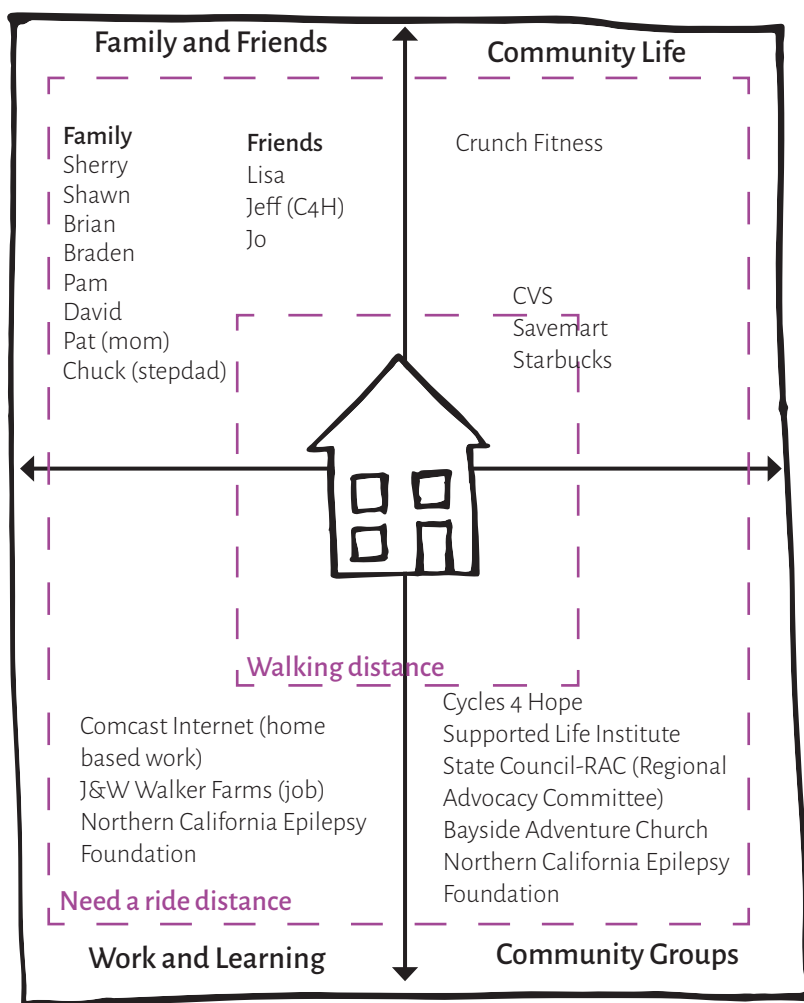 Family and Friends
Community Life
Family
Sherry
Shawn
Brian
Braden
Pam
David
Pat (mom)
Chuck (stepdad)
Friends
Lisa
Jeff (C4H)
Jo
Crunch Fitness
CVS
Savemart
Starbucks
Walking distance
Comcast Internet (home
based work)
J&W Walker Farms (job)
Northern California Epilepsy
Foundation
Need a ride distance
Work and Learning
Cycles 4 Hope
Supported Life Institute
State Council-RAC (Regional
Advocacy Committee)
Bayside Adventure Church
Northern California Epilepsy
Foundation
Community Groups